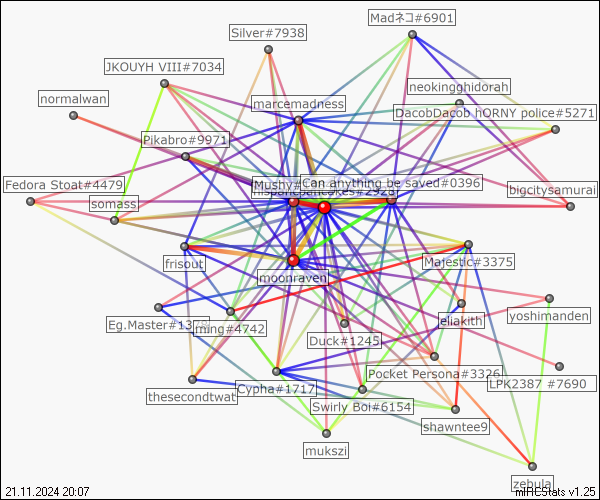 Silver#7938
Madネコ#6901
JKOUYH VIII#7034
neokingghidorah
normalwan
marcemadness
DacobDacob hORNY police#5271
Pikabro#9971
Fedora Stoat#4479
Mushy#
Can anything be saved#0396
bigcitysamurai
somass
frisout
moonraven
Majestic#3375
Eg.Master#1378
ming#4742
Duck#1245
eliakith
yoshimanden
thesecondtwat
Cypha#1717
Pocket Persona#3326
LPK2387 #7690
Swirly Boi#6154
shawntee9
mukszi
zebula
21.11.2024 20:07
mIRCStats v1.25